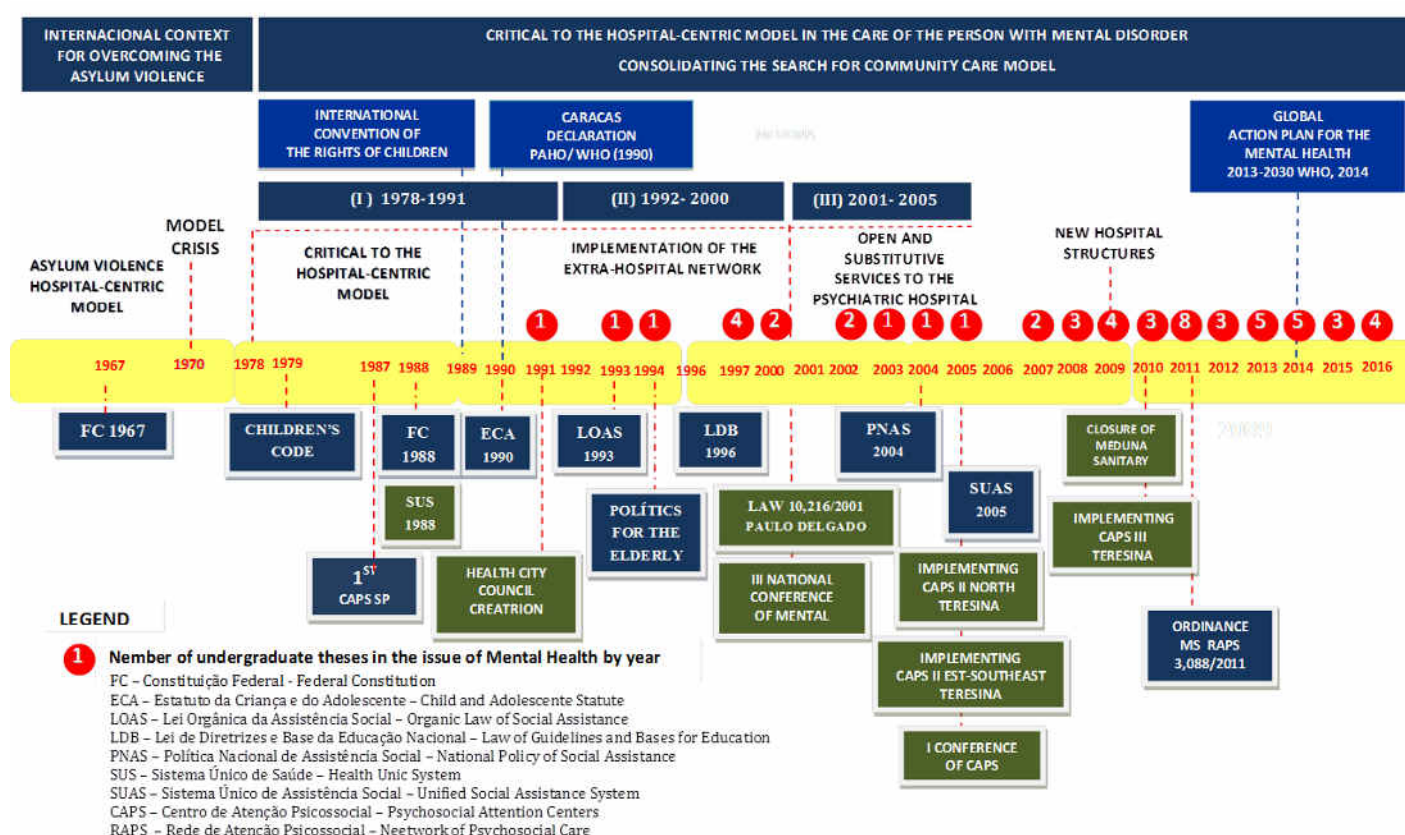 INTERNACIONAL CONTEXT
FOR OVERCOMING THE
ASYLUM VIOLENCE
CRITICAL TO THE HOSPITAL-CENTRIC MODEL IN THE CARE OF THE PERSON WITH MENTAL DISORDER
CONSOLIDATING THE SEARCH FOR COMMUNITY CARE MODEL
INTERNATIONAL
CONVENTION OF
THE RIGHTS OF CHILDREN
CARACAS
DECLARATION
PAHO/ WHO (1990)
GLOBAL
ACTION PLAN FOR THE
MENTAL HEALTH
2013-2030 WHO, 2014
(I ) 1978-1991
(II) 1992- 2000
(III) 2001- 2005
MODEL
CRISIS
ASYLUM VIOLENCE
HOSPITAL-CENTRIC
MODEL
CRITICAL TO THE
HOSPITAL-CENTRIC
MODEL
IMPLEMENTATION OF THE
EXTRA-HOSPITAL NETWORK
OPEN AND
SUBSTITUTIVE
SERVICES TO THE
PSYCHIATRIC HOSPITAL
NEW HOSPITAL
STRUCTURES
1 1 1 4 2 2 1 1 1 2 3 4 3 8 3 5 5 3 4
1967 1970 1978 1979 1987 1988 1989 1990 1991 1992 1993 1994 1996 1997 2000 2001 2002 2003 2004 2005 2006 2007 2008 2009 2010 2011 2012 2013 2014 2015 2016
FC 1967
CHILDREN'S
CODE
FC
1988
ECA
1990
LOAS
1993
LDB
1996
PNAS
2004
CLOSURE OF
MEDUNA
SANITARY
SUS
1988
POLÍTICS
FOR THE
ELDERLY
LAW 10,216/2001
PAULO DELGADO
SUAS
2005
IMPLEMENTING
CAPS III
TERESINA
1ST
CAPS SP
HEALTH CITY
COUNCIL
CREATRION
III NATIONAL
CONFERENCE
OF MENTAL
IMPLEMENTING
CAPS II NORTH
TERESINA
ORDINANCE
MS RAPS
3,088/2011
IMPLEMENTING
CAPS II EST-SOUTHEAST
TERESINA
I CONFERENCE
OF CAPS
LEGEND
1 Nember of undergraduate theses in the issue of Mental Health by year
FC – Constituição Federal - Federal Constitution
ECA – Estatuto da Criança e do Adolescente – Child and Adolescente Statute
LOAS – Lei Orgânica da Assistência Social – Organic Law of Social Assistance
LDB – Lei de Diretrizes e Base da Educação Nacional – Law of Guidelines and Bases for Education
PNAS – Política Nacional de Assistência Social – National Policy of Social Assistance
SUS – Sistema Único de Saúde – Health Unic System
SUAS – Sistema Único de Assistência Social – Unified Social Assistance System
CAPS – Centro de Atenção Psicossocial – Psychosocial Attention Centers
RAPS – Rede de Atenção Psicossocial – Neetwork of Psychosocial Care